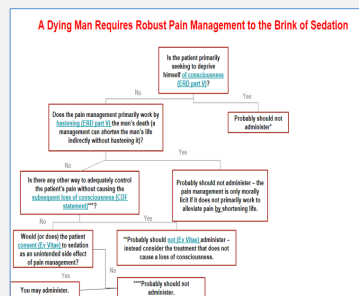 A Dying Man Requires Robust Pain Management to the Brink of Sedation
Is the patient primarily
seeking to deprive
himself of consciousness
(ERD part V)?
No
Yes
Does the pain management primarily work by
hastening (ERD part V) the man's death (a
management can shorten the man's life
indirectly without hastening it)?
Probably should not
administer*
No
Yes
Is there any other way to adequately control
the patient's pain without causing the
subsequent loss of consciousness (CDF
statement)***?
Probably should not administer – the
pain management is only morally
licit if it does not primarily work to
alleviate pain by shortening life.
No
Yes
Would (or does) the patient
consent (Ev Vitae) to sedation
as an unintended side effect
of pain management?
**Probably should not (Ev Vitae) administer –
instead consider the treatment that does not
cause a loss of consciousness.
Yes
No
You may administer.
****Probably should not
administer.